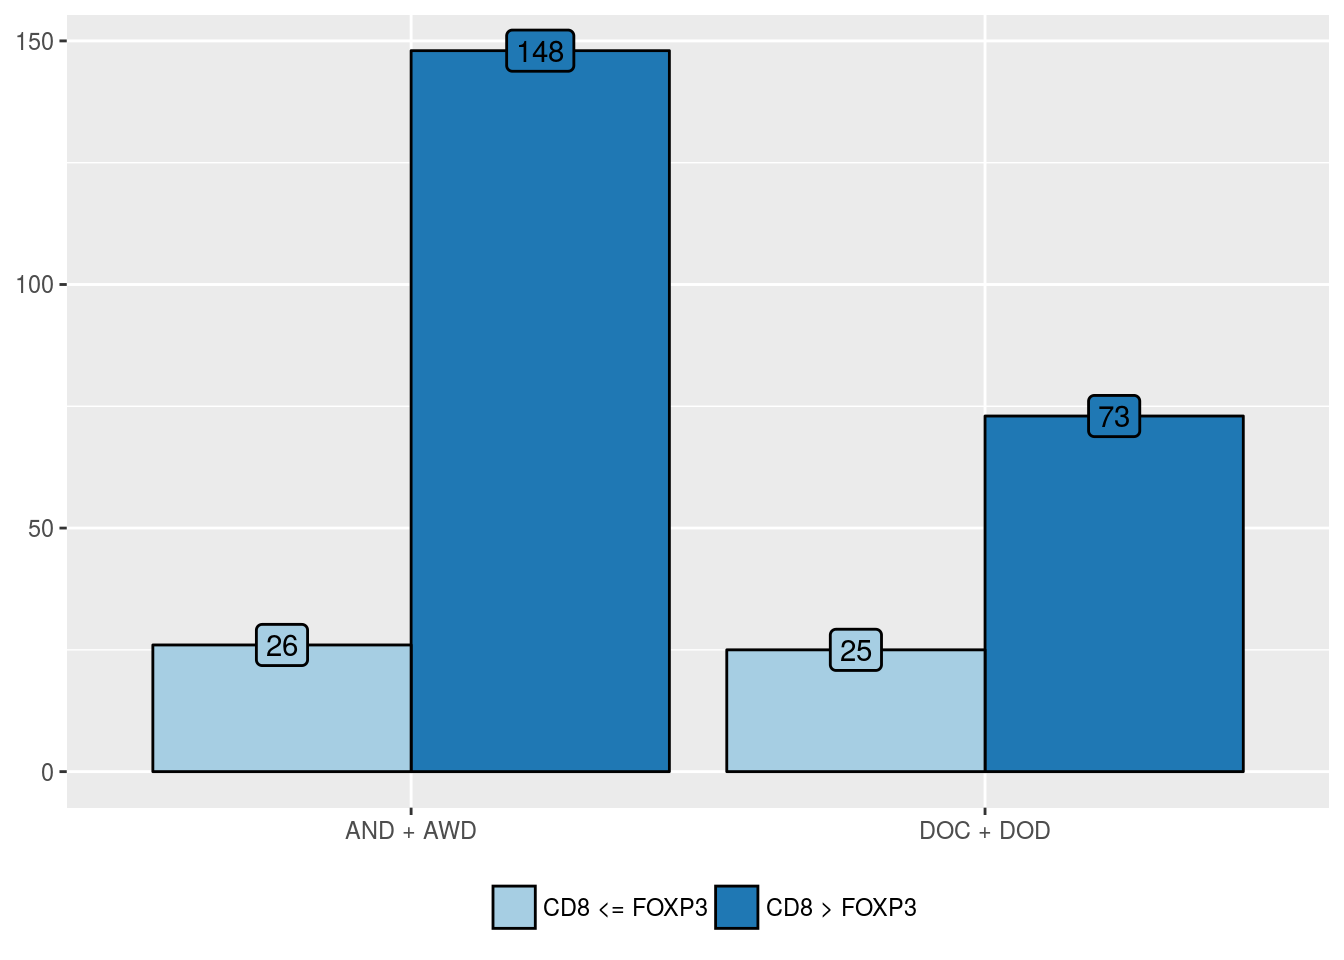 150
148
100
73
50
26
25
0
AND + AWD
DOC + DOD
CD8 <= FOXP3
CD8 > FOXP3